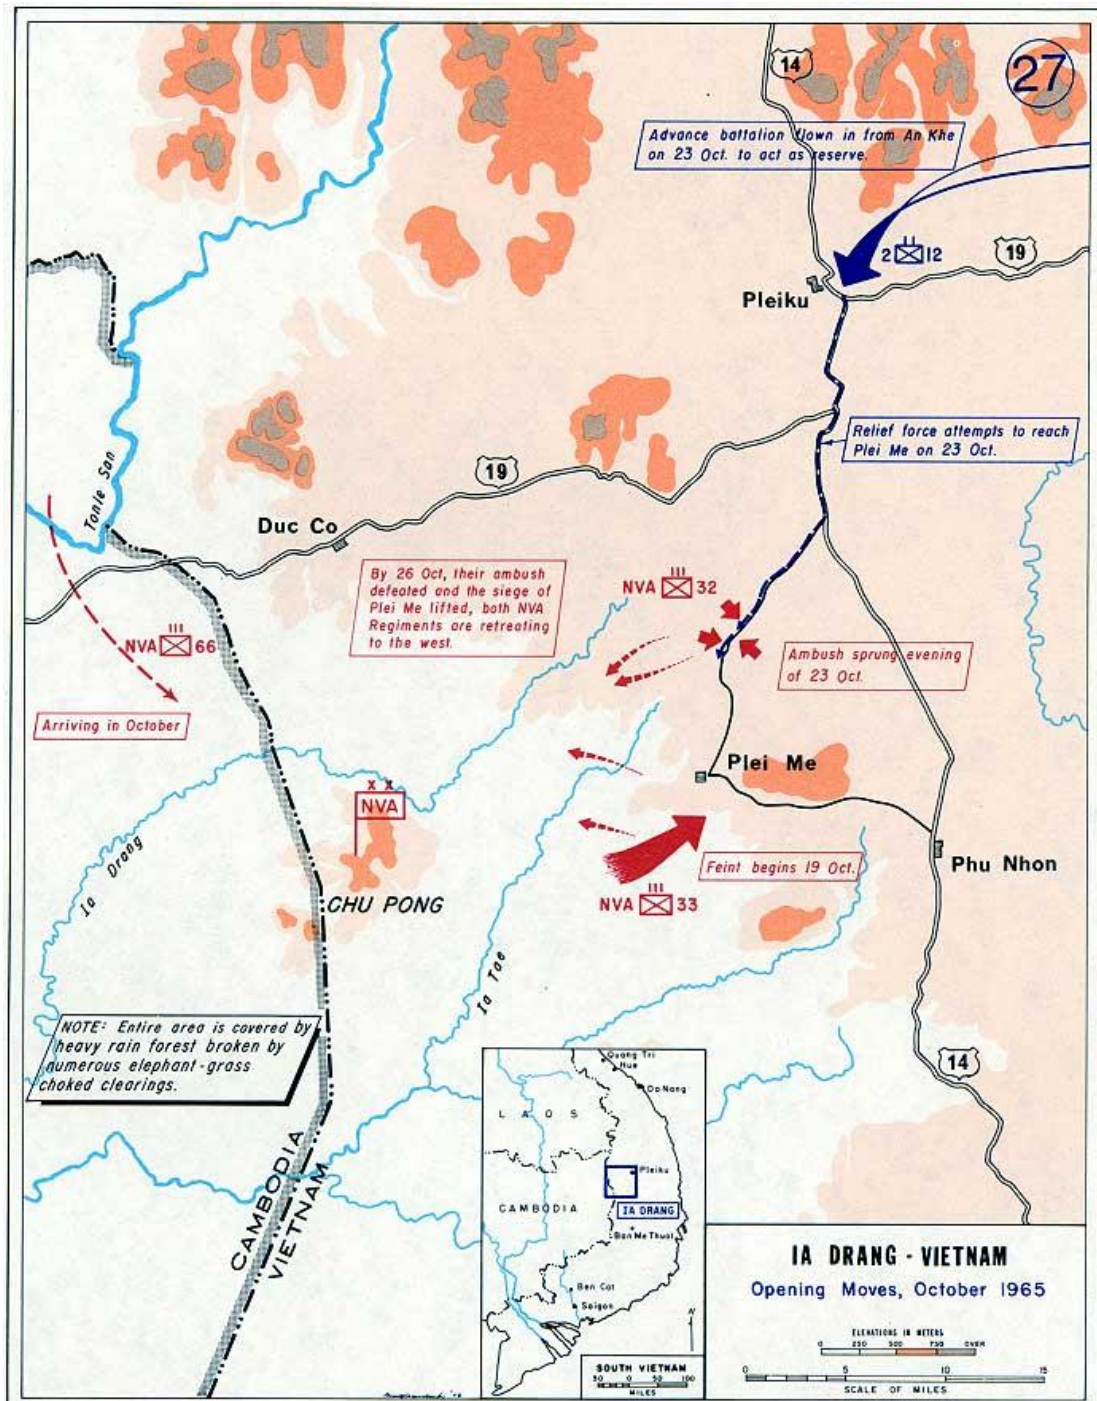 27
14
Advance battalion flown in from An Khe
on 23 Oct. to act as reserve.
2 12
19
Pleiku
Relief force attempts to reach
Plei Me on 23 Oct.
Tonle San
19
Duc Co
By 26 Oct, their ambush
defeated and the siege of
Plei Me lifted, both NVA
Regiments are retreating
to the west.
NVA III 32
NVA III 66
Ambush sprung evening
of 23 Oct.
Arriving in October
Plei Me
X X
NVA
Ia Drang
Feint begins 19 Oct.
Phu Nhon
NVA III 33
CHU PONG
Ia Tae
NOTE: Entire area is covered by
heavy rain forest broken by
numerous elephant-grass
choked clearings.
14
CAMBODIA
VIETNAM
Quang Tri
Hue
Da Nang
LAOS
Pleiku
CAMBODIA
IA DRANG
Ban Me Thuot
Ben Cat
Saigon
N
SOUTH VIETNAM
50 0 50 100
MILES
IA DRANG - VIETNAM
Opening Moves, October 1965
ELEVATIONS IN METERS
0 250 500 750 OVER
0 5 10 15
SCALE OF MILES